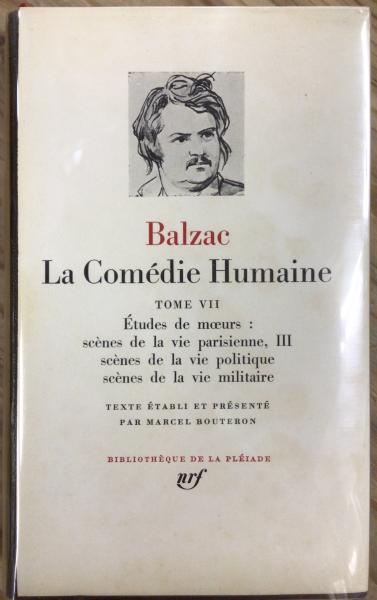 Balzac
La Comédie Humaine
TOME VII
Études de mœurs :
scènes de la vie parisienne, III
scènes de la vie politique
scènes de la vie militaire
TEXTE ÉTABLI ET PRÉSENTÉ
PAR MARCEL BOUTERON
BIBLIOTHÈQUE DE LA PLÉIADE
nrf